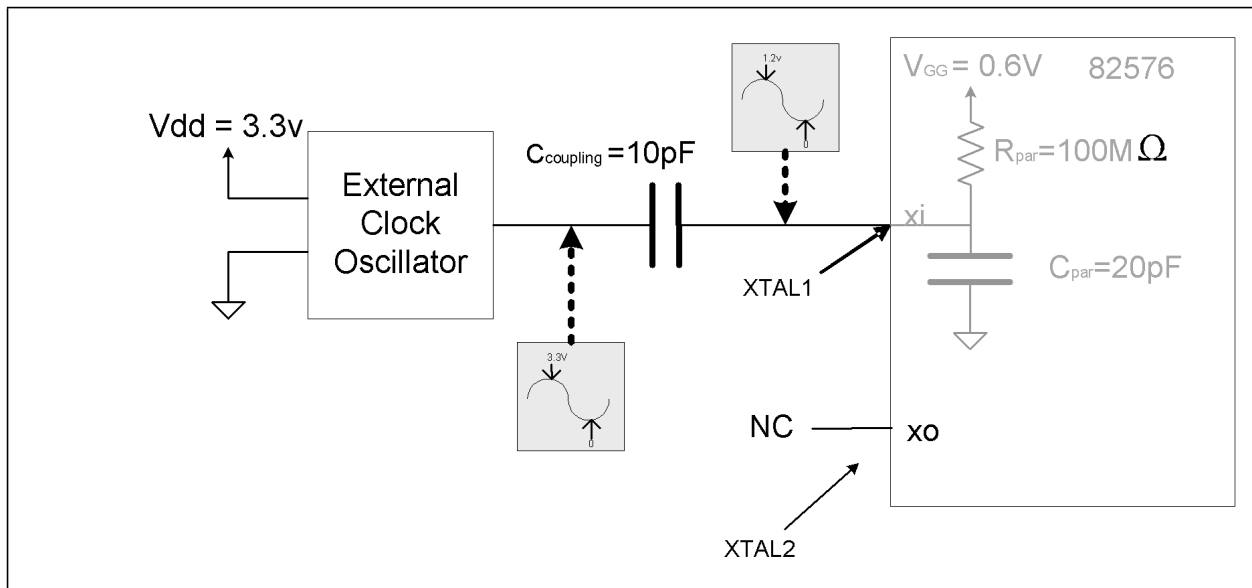 Vdd = 3.3v
External
Clock
Oscillator
Ccoupling =10pF
1.2v
0
3.3V
0
VGG = 0.6V
82576
Rpar=100M Ω
xi
Cpar=20pF
XTAL1
NC
xo
XTAL2